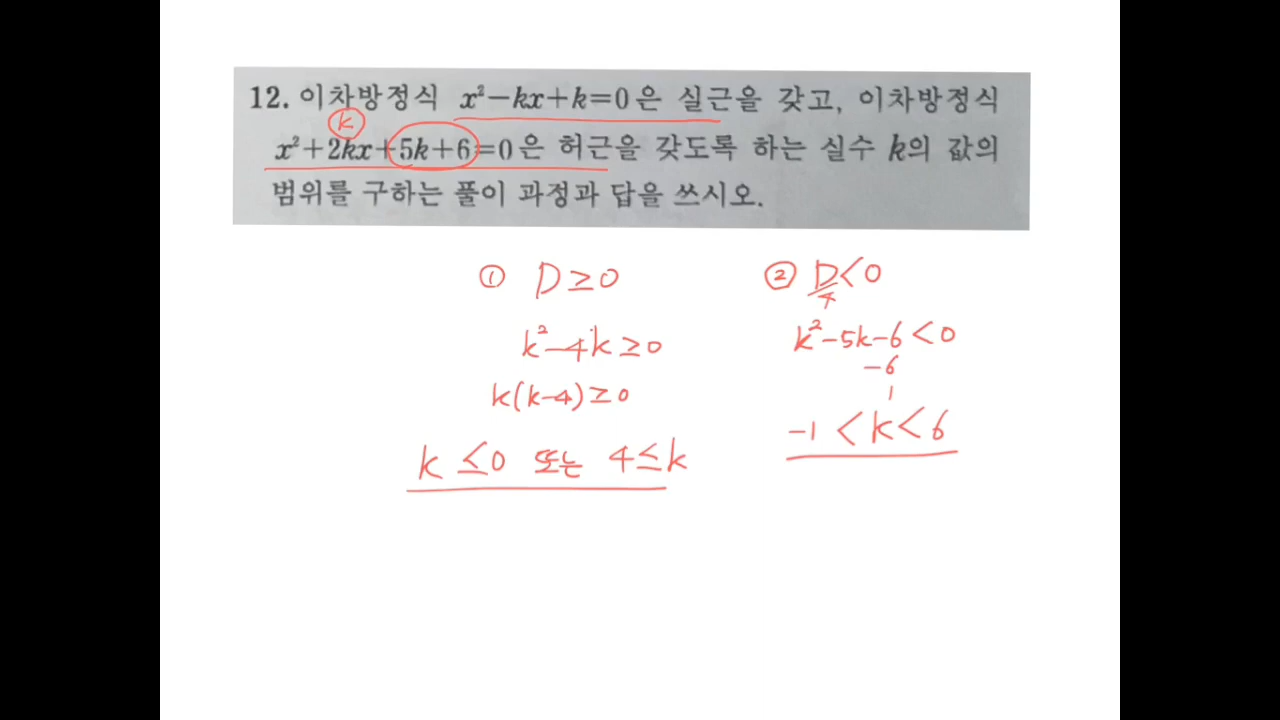 12. 이차방정식 x²-kx+k=0은 실근을 갖고, 이차방정식
k
x²+2kx+5k+6=0은 허근을 갖도록 하는 실수 k의 값의
범위를 구하는 풀이 과정과 답을 쓰시오.
① D≥0
k²-4k≥0
k(k-4)≥0
k≤0 또는 4≤k
② D/4<0
k²-5k-6<0
-6
1
-1<k<6